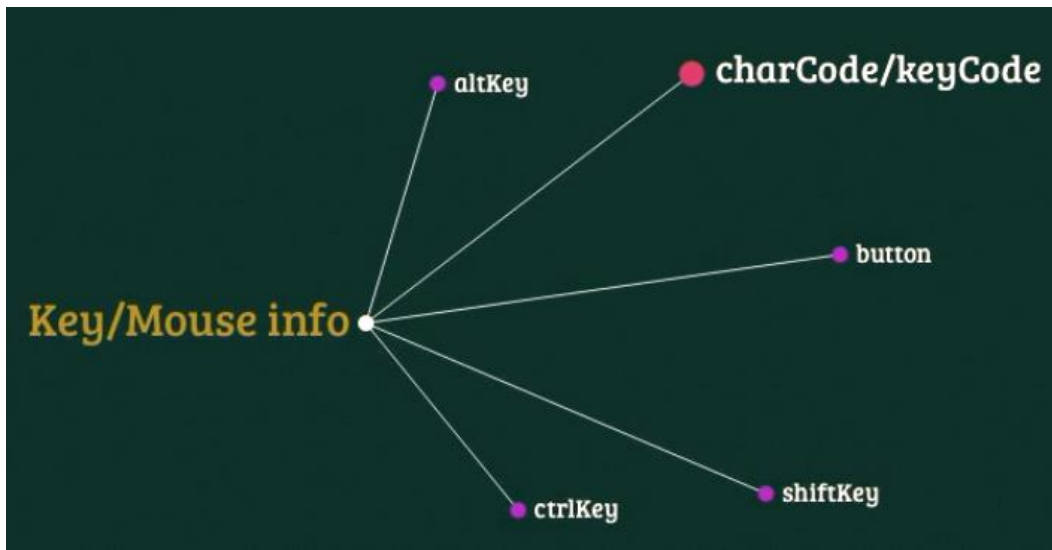 altKey
charCode/keyCode
button
Key/Mouse info
shiftKey
ctrlKey